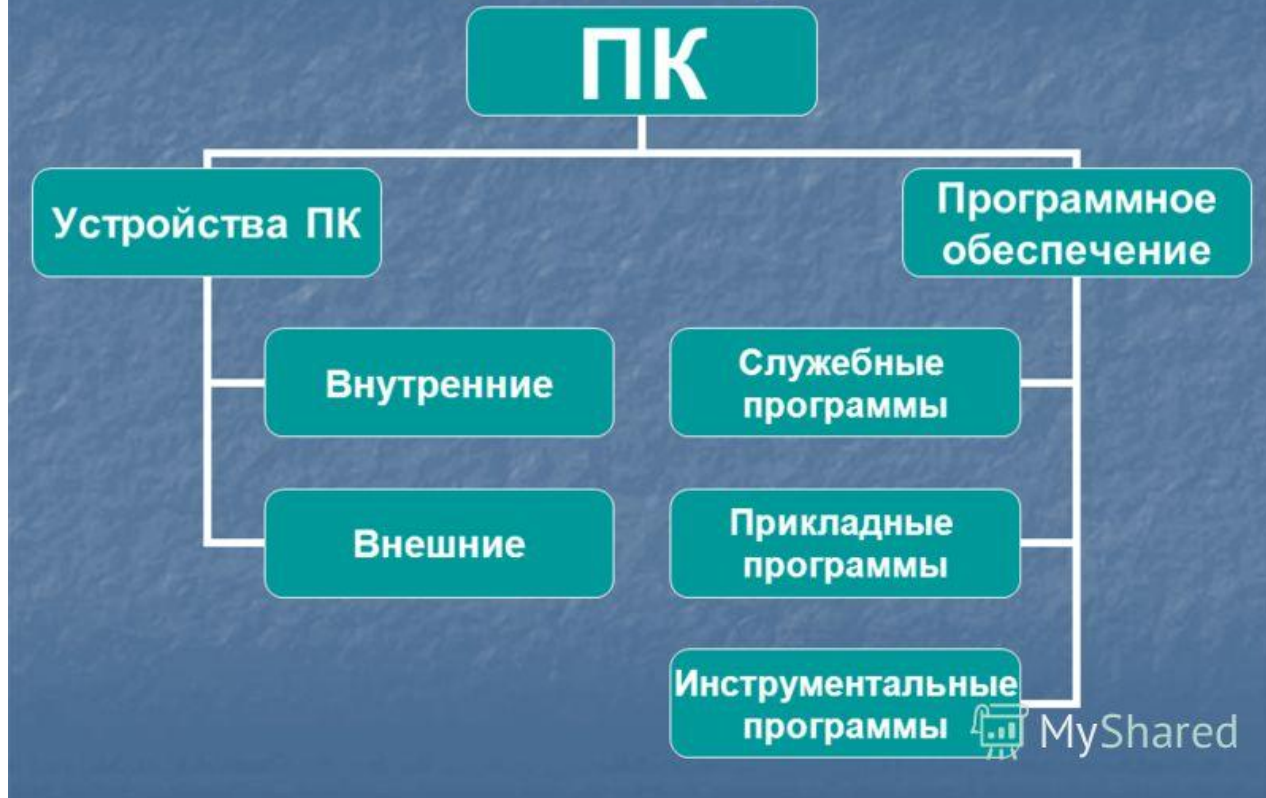 ПК
Устройства ПК
Программное
обеспечение
Внутренние
Служебные
программы
Внешние
Прикладные
программы
Инструментальные
программы
MyShared